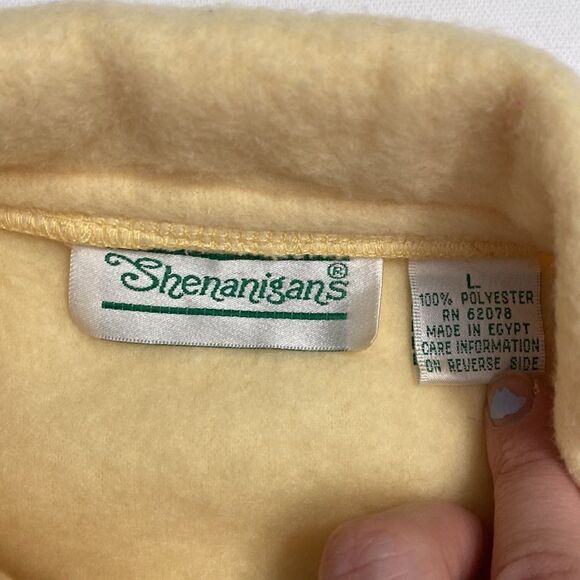 Shenanigans®
L
100% POLYESTER
RN 62078
MADE IN EGYPT
CARE INFORMATION
ON REVERSE SIDE